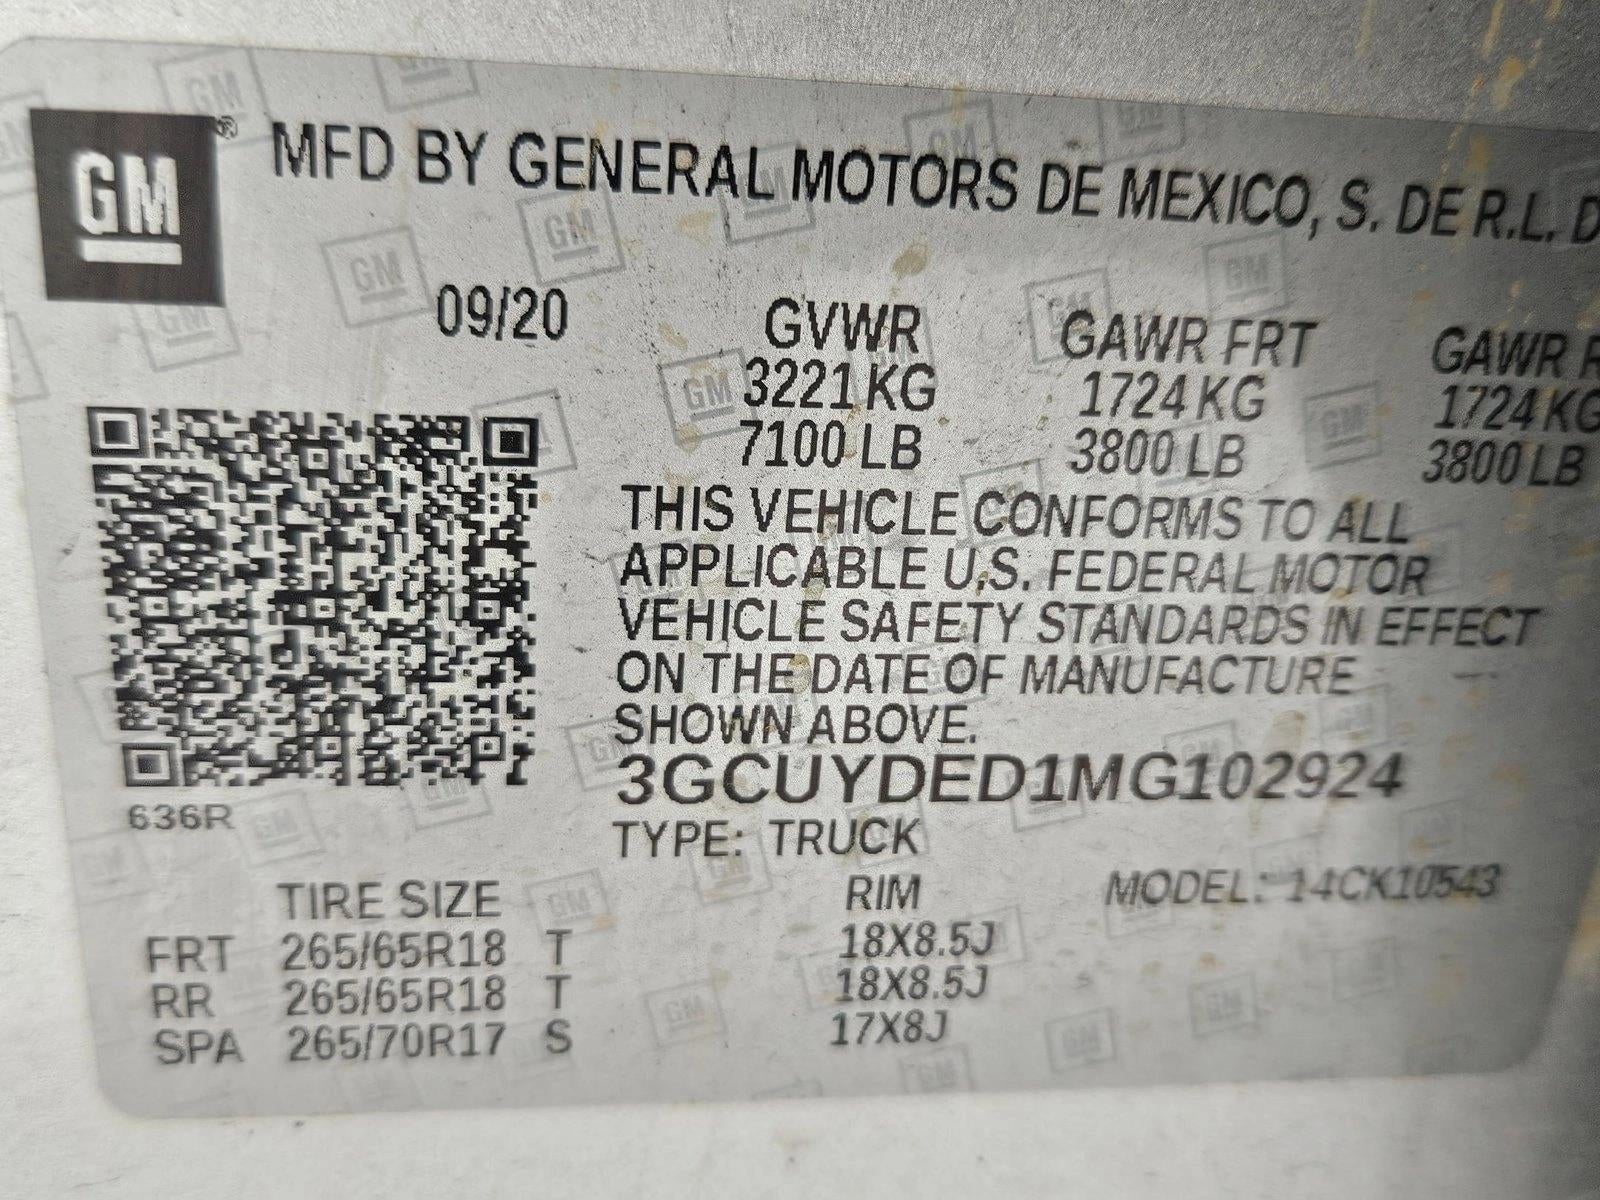 GM® MFD BY GENERAL MOTORS DE MEXICO, S. DE R.L. D
09/20 GVWR GAWR FRT GAWR R
3221 KG 1724 KG 1724 KG
7100 LB 3800 LB 3800 LB
THIS VEHICLE CONFORMS TO ALL
APPLICABLE U.S. FEDERAL MOTOR
VEHICLE SAFETY STANDARDS IN EFFECT
ON THE DATE OF MANUFACTURE
SHOWN ABOVE.
3GCUYDED1MG102924
636R
TYPE: TRUCK
TIRE SIZE RIM MODEL: 14CK10543
FRT 265/65R18 T 18X8.5J
RR 265/65R18 T 18X8.5J
SPA 265/70R17 S 17X8J